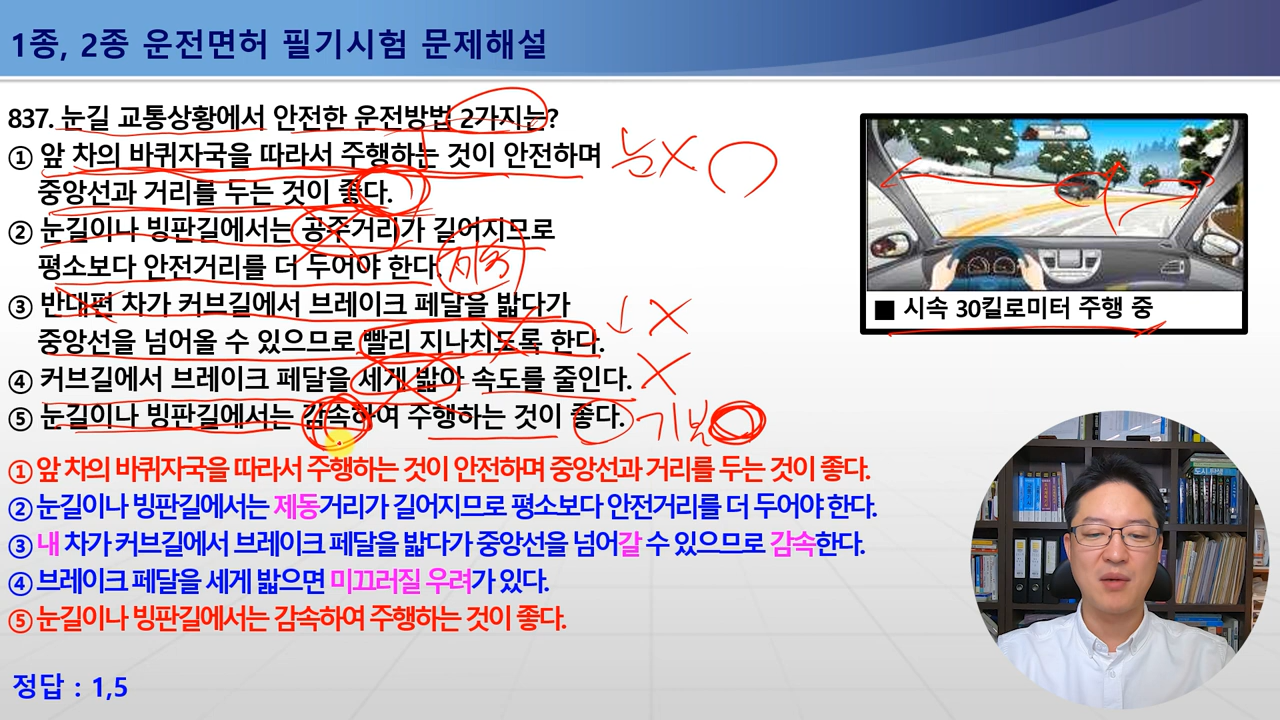 1종, 2종 운전면허 필기시험 문제해설
837. 눈길 교통상황에서 안전한 운전방법 2가지는?
① 앞 차의 바퀴자국을 따라서 주행하는 것이 안전하며
중앙선과 거리를 두는 것이 좋다.
눈X
② 눈길이나 빙판길에서는 공주거리가 길어지므로
평소보다 안전거리를 더 두어야 한다.
제동
③ 반대편 차가 커브길에서 브레이크 페달을 밟다가
중앙선을 넘어올 수 있으므로 빨리 지나치도록 한다.
↓ X
④ 커브길에서 브레이크 페달을 세게 밟아 속도를 줄인다.
X
⑤ 눈길이나 빙판길에서는 감속하여 주행하는 것이 좋다.
기본
■ 시속 30킬로미터 주행 중
① 앞 차의 바퀴자국을 따라서 주행하는 것이 안전하며 중앙선과 거리를 두는 것이 좋다.
② 눈길이나 빙판길에서는 제동거리가 길어지므로 평소보다 안전거리를 더 두어야 한다.
③ 내 차가 커브길에서 브레이크 페달을 밟다가 중앙선을 넘어갈 수 있으므로 감속한다.
④ 브레이크 페달을 세게 밟으면 미끄러질 우려가 있다.
⑤ 눈길이나 빙판길에서는 감속하여 주행하는 것이 좋다.
정답 : 1,5